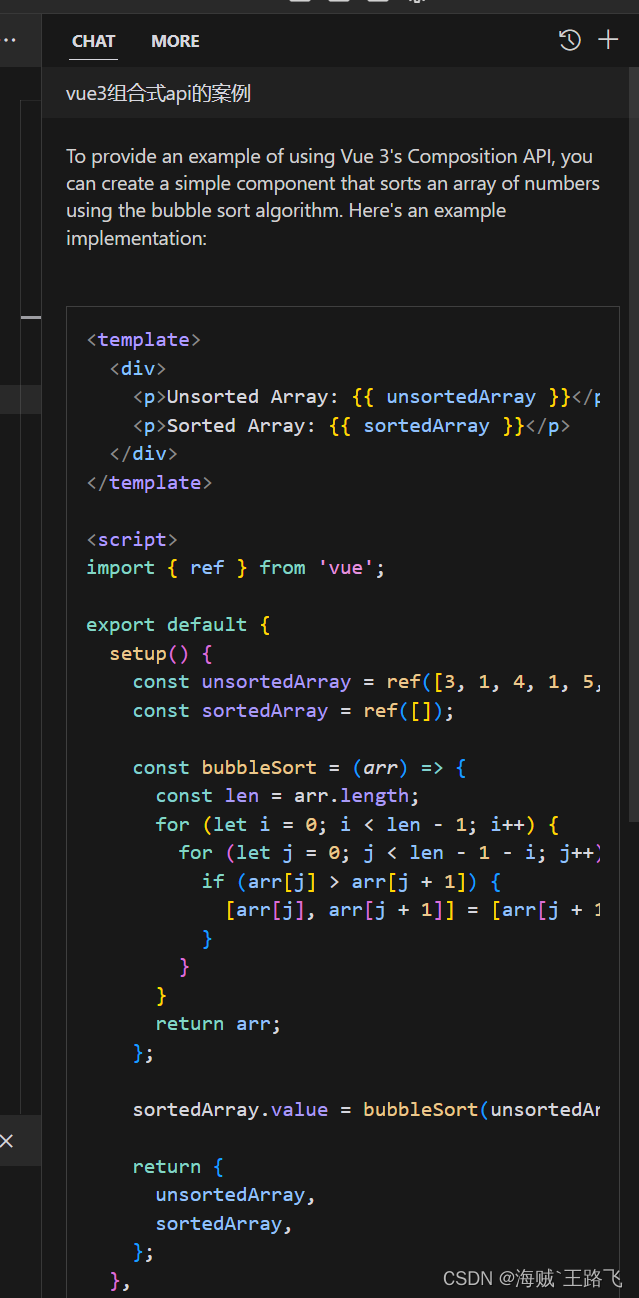 CHAT MORE
vue3组合式api的案例
To provide an example of using Vue 3's Composition API, you
can create a simple component that sorts an array of numbers
using the bubble sort algorithm. Here's an example
implementation:
<template>
  <div>
    <p>Unsorted Array: {{ unsortedArray }}</p
    <p>Sorted Array: {{ sortedArray }}</p>
  </div>
</template>
<script>
import { ref } from 'vue';
export default {
  setup() {
    const unsortedArray = ref([3, 1, 4, 1, 5,
    const sortedArray = ref([]);
    const bubbleSort = (arr) => {
      const len = arr.length;
      for (let i = 0; i < len - 1; i++) {
        for (let j = 0; j < len - 1 - i; j++)
          if (arr[j] > arr[j + 1]) {
            [arr[j], arr[j + 1]] = [arr[j + 1
          }
        }
      }
      return arr;
    };
    sortedArray.value = bubbleSort(unsortedAr
    return {
      unsortedArray,
      sortedArray,
    };
  },
CSDN @海贼`王路飞